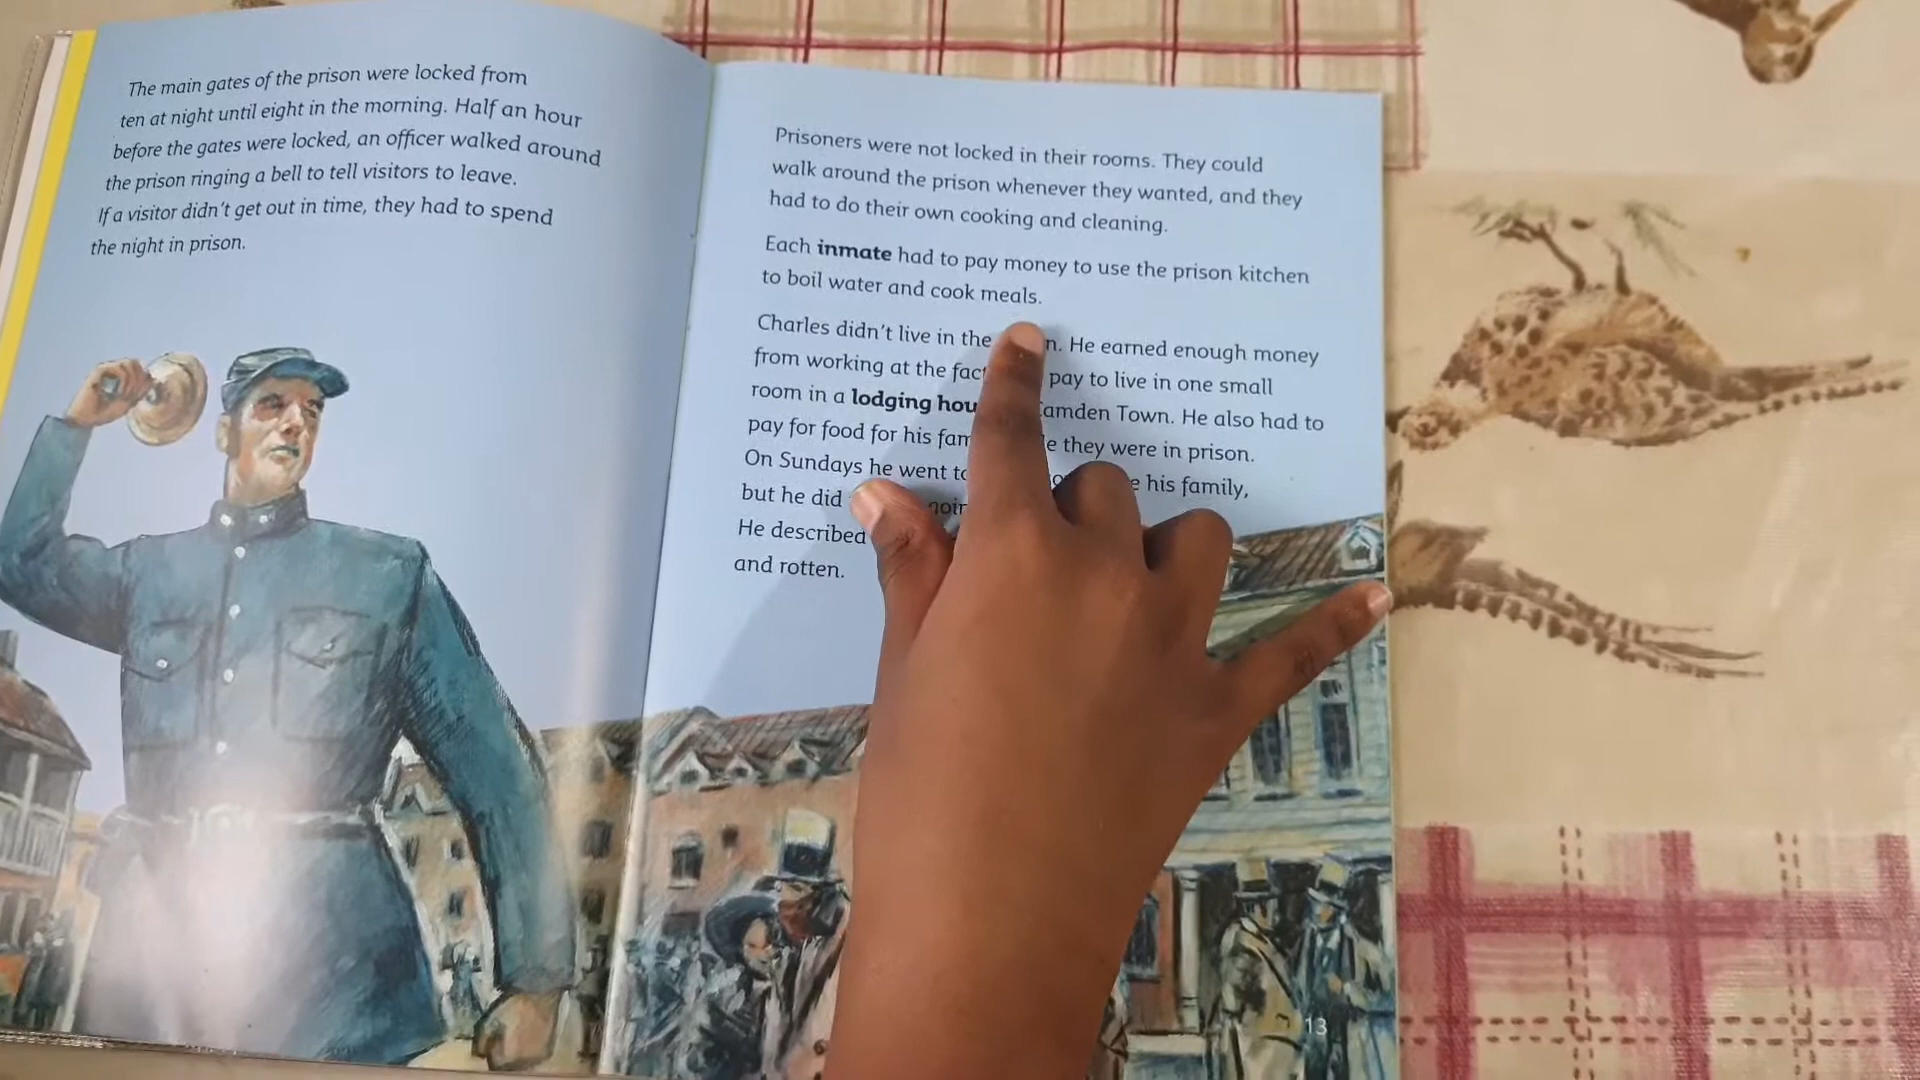 The main gates of the prison were locked from
ten at night until eight in the morning. Half an hour
before the gates were locked, an officer walked around
the prison ringing a bell to tell visitors to leave.
If a visitor didn't get out in time, they had to spend
the night in prison.
Prisoners were not locked in their rooms. They could
walk around the prison whenever they wanted, and they
had to do their own cooking and cleaning.
Each inmate had to pay money to use the prison kitchen
to boil water and cook meals.
Charles didn't live in the He earned enough money
from working at the pay to live in one small
room in a lodging Camden Town. He also had to
pay for food for his they were in prison.
On Sundays he went his family,
but he did
He described
and rotten.
13